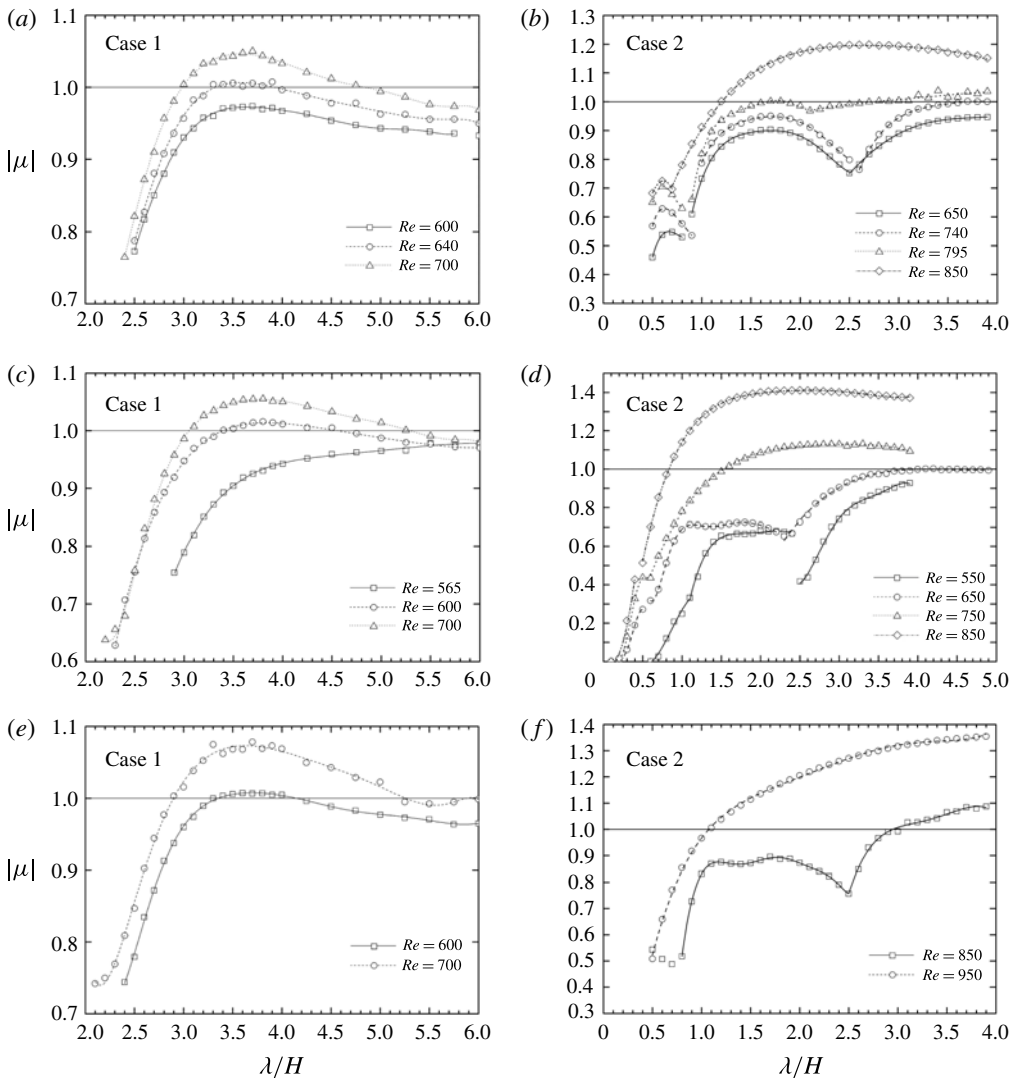 (a)
Case 1
1.1
1.0
0.9
0.8
0.7
|μ|
Re = 600
Re = 640
Re = 700
2.0 2.5 3.0 3.5 4.0 4.5 5.0 5.5 6.0
(b)
Case 2
1.3
1.2
1.1
1.0
0.9
0.8
0.7
0.6
0.5
0.4
0.3
Re = 650
Re = 740
Re = 795
Re = 850
0 0.5 1.0 1.5 2.0 2.5 3.0 3.5 4.0
(c)
Case 1
1.1
1.0
0.9
0.8
0.7
0.6
|μ|
Re = 565
Re = 600
Re = 700
2.0 2.5 3.0 3.5 4.0 4.5 5.0 5.5 6.0
(d)
Case 2
1.4
1.2
1.0
0.8
0.6
0.4
0.2
Re = 550
Re = 650
Re = 750
Re = 850
0 0.5 1.0 1.5 2.0 2.5 3.0 3.5 4.0 4.5 5.0
(e)
Case 1
1.1
1.0
0.9
0.8
0.7
|μ|
Re = 600
Re = 700
2.0 2.5 3.0 3.5 4.0 4.5 5.0 5.5 6.0
λ/H
(f)
Case 2
1.4
1.3
1.2
1.1
1.0
0.9
0.8
0.7
0.6
0.5
0.4
0.3
Re = 850
Re = 950
0 0.5 1.0 1.5 2.0 2.5 3.0 3.5 4.0
λ/H